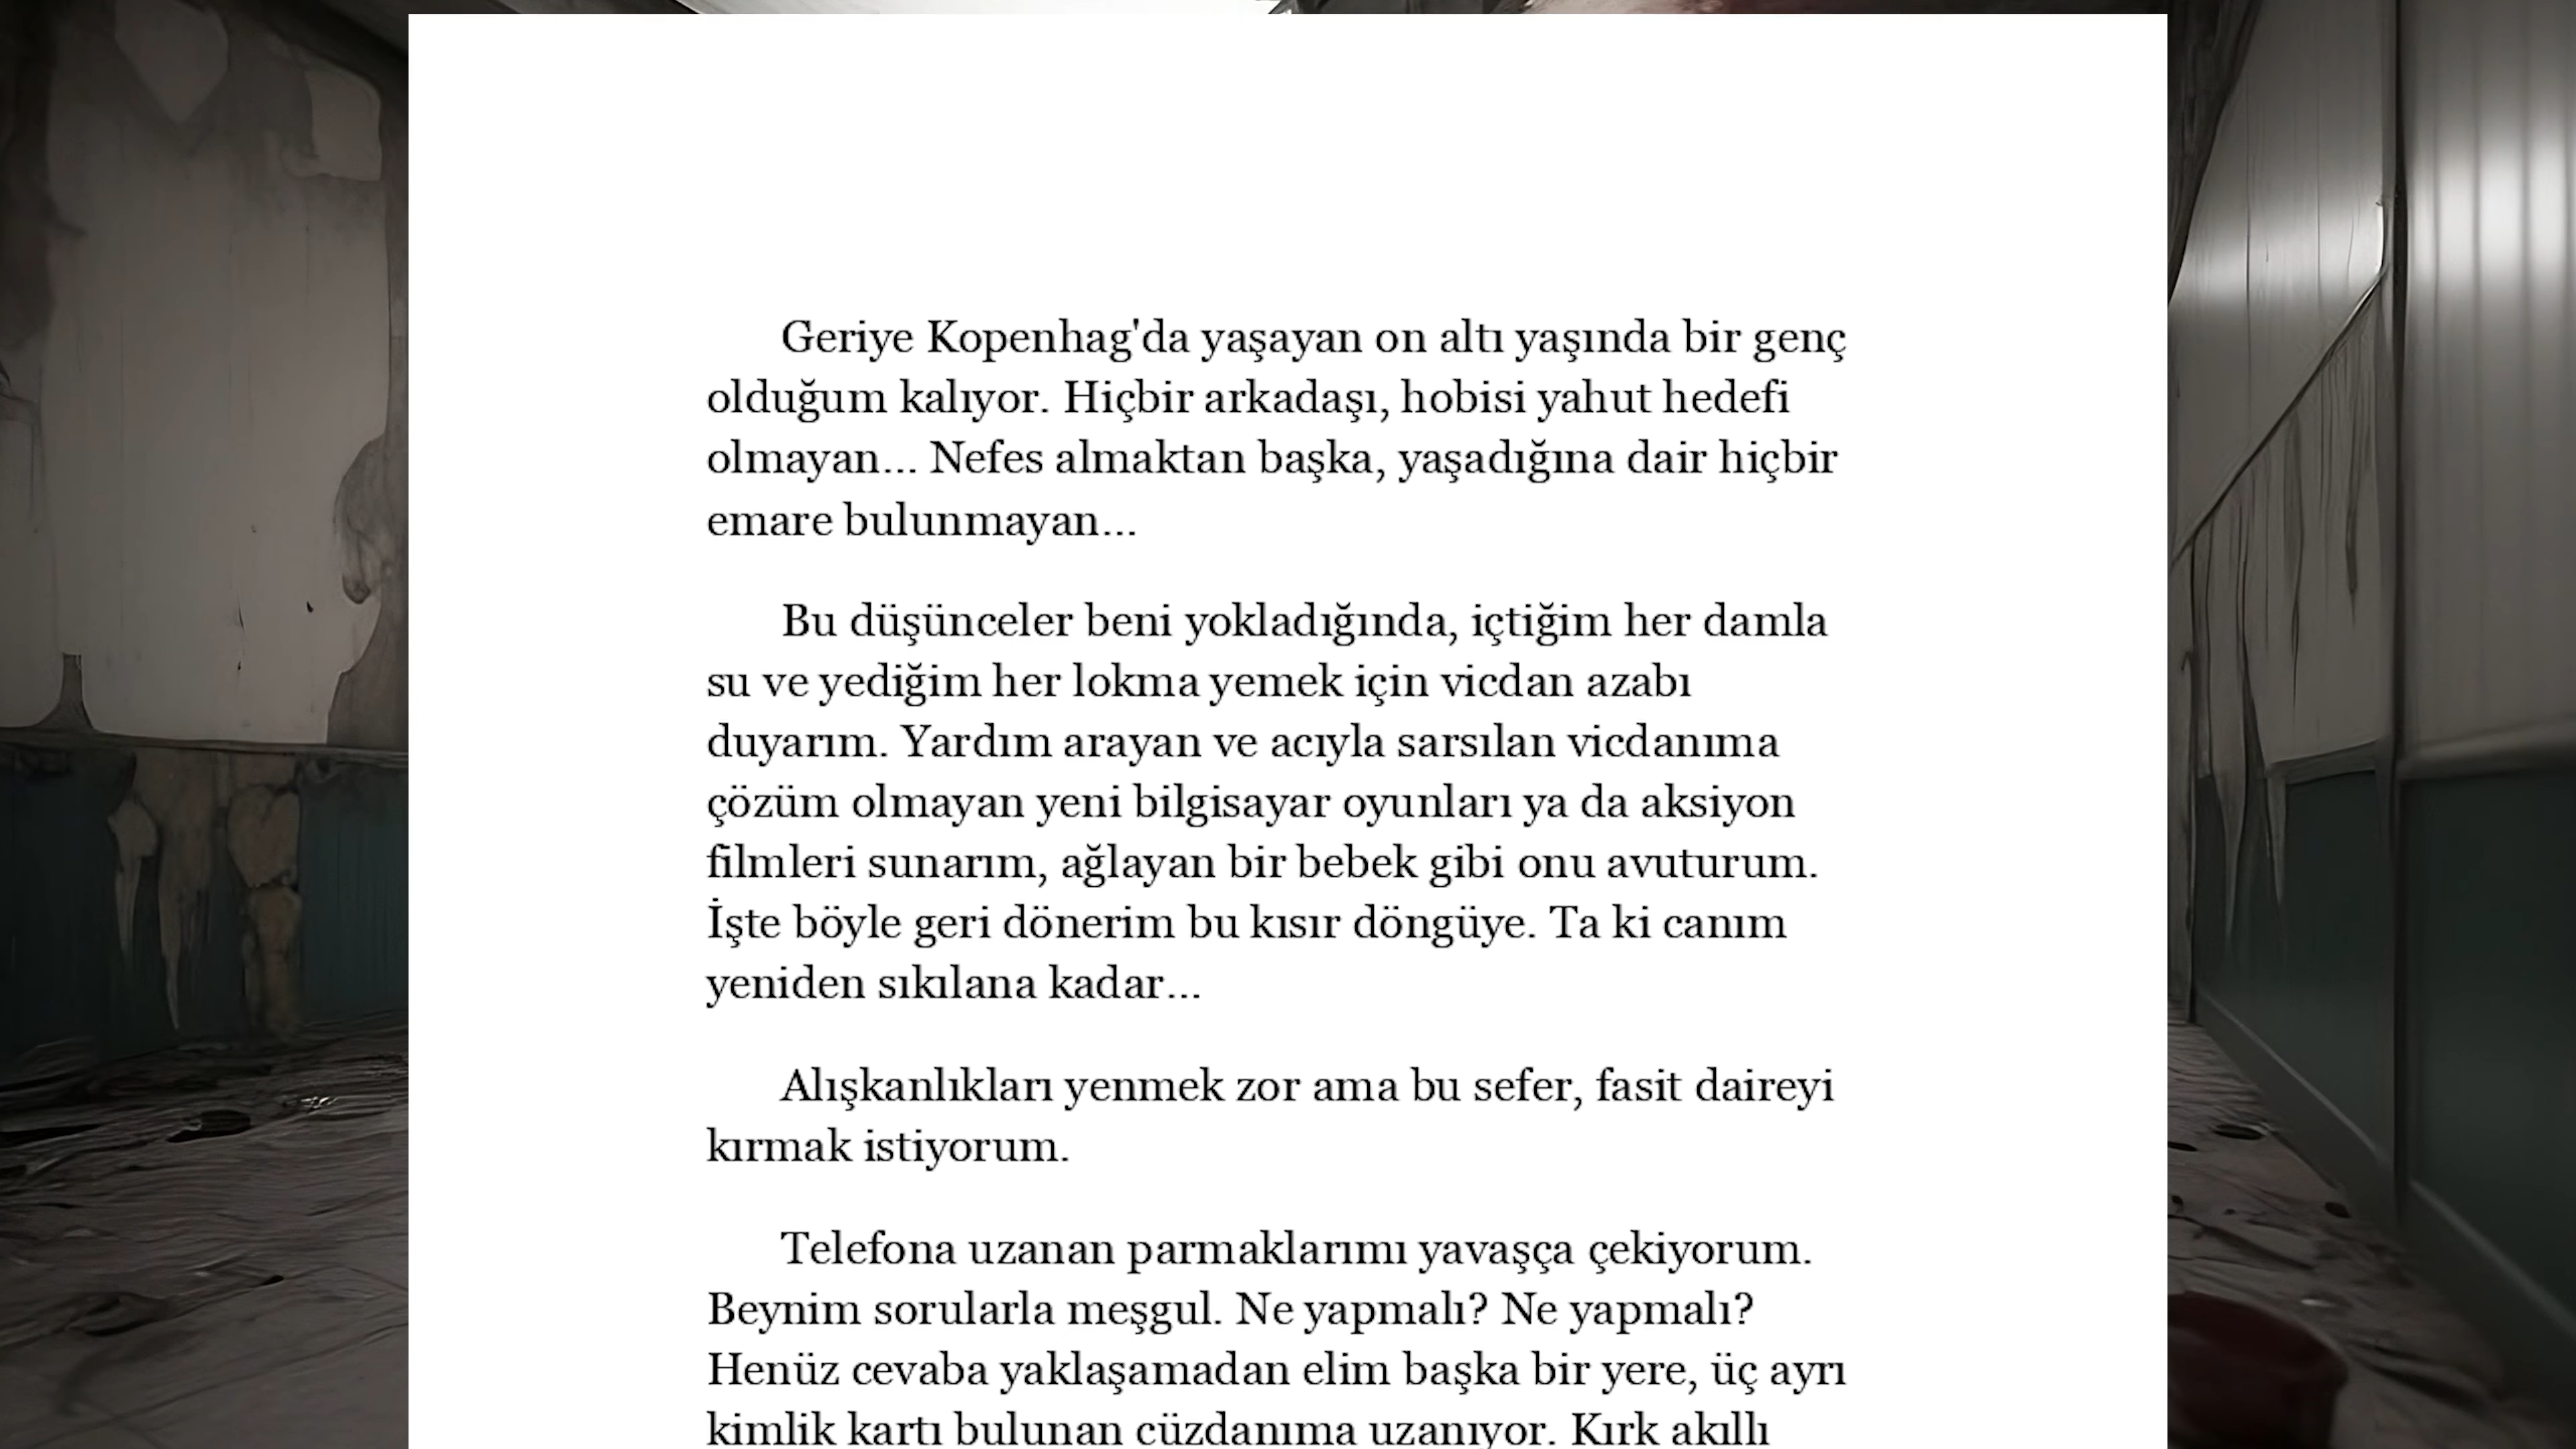 Geriye Kopenhag'da yaşayan on altı yaşında bir genç
olduğum kalıyor. Hiçbir arkadaşı, hobisi yahut hedefi
olmayan... Nefes almaktan başka, yaşadığına dair hiçbir
emare bulunmayan...
Bu düşünceler beni yokladığında, içtiğim her damla
su ve yediğim her lokma yemek için vicdan azabı
duyarım. Yardım arayan ve acıyla sarsılan vicdanıma
çözüm olmayan yeni bilgisayar oyunları ya da aksiyon
filmleri sunarım, ağlayan bir bebek gibi onu avuturum.
İşte böyle geri dönerim bu kısır döngüye. Ta ki canım
yeniden sıkılana kadar...
Alışkanlıkları yenmek zor ama bu sefer, fasit daireyi
kırmak istiyorum.
Telefona uzanan parmaklarımı yavaşça çekiyorum.
Beynim sorularla meşgul. Ne yapmalı? Ne yapmalı?
Henüz cevaba yaklaşamadan elim başka bir yere, üç ayrı
kimlik kartı bulunan cüzdanıma uzanıyor. Kırk akıllı